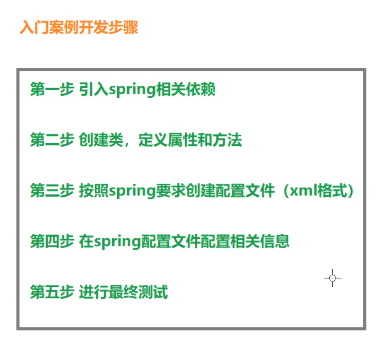 入门案例开发步骤
第一步 引入spring相关依赖
第二步 创建类，定义属性和方法
第三步 按照spring要求创建配置文件（xml格式）
第四步 在spring配置文件配置相关信息
第五步 进行最终测试